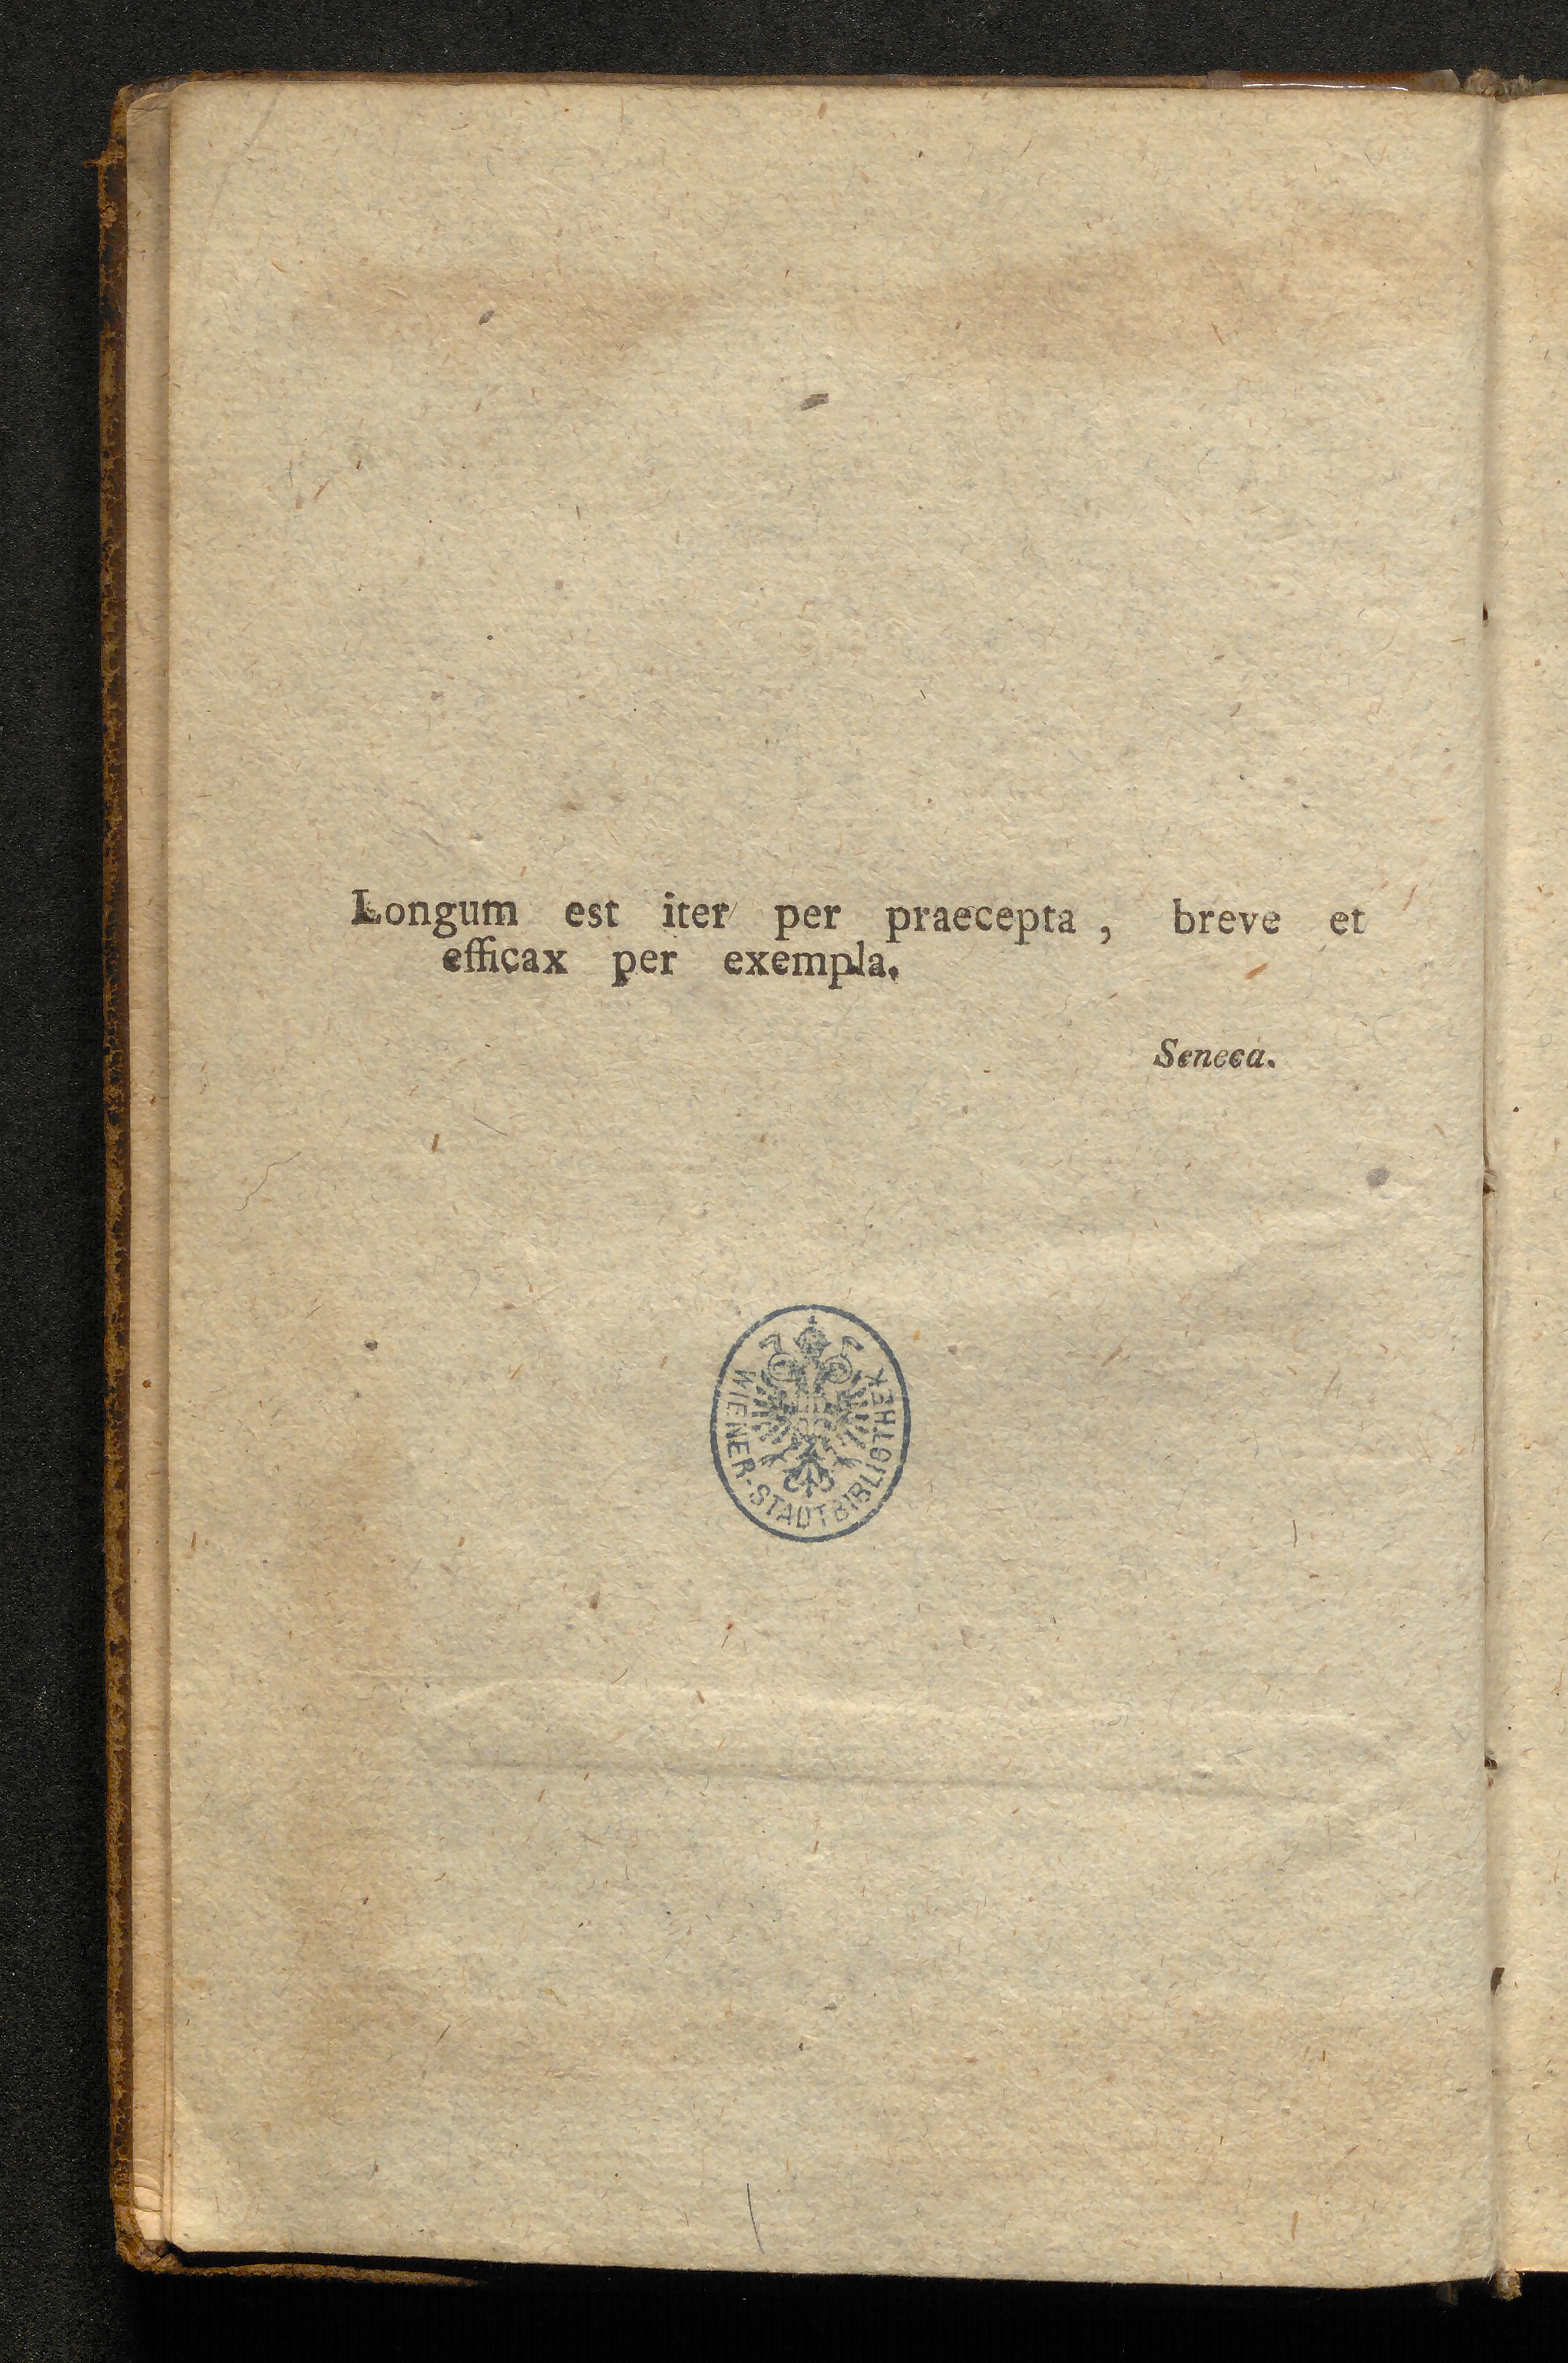 Longum est iter per praecepta, breve et
efficax per exempla.
Seneca.
WIENER-STADTBIBLIOTHEK